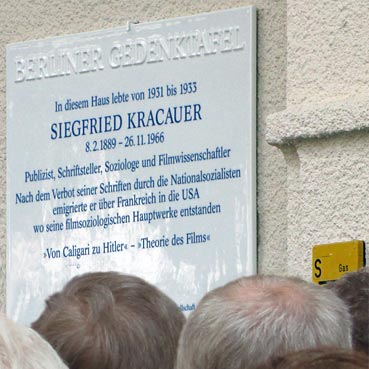 BERLINER GEDENKTAFEL
In diesem Haus lebte von 1931 bis 1933
SIEGFRIED KRACAUER
8.2.1889 – 26.11.1966
Publizist, Schriftsteller, Soziologe und Filmwissenschaftler
Nach dem Verbot seiner Schriften durch die Nationalsozialisten
emigrierte er über Frankreich in die USA
wo seine filmsoziologischen Hauptwerke entstanden
»Von Caligari zu Hitler« – »Theorie des Films«
S Gas